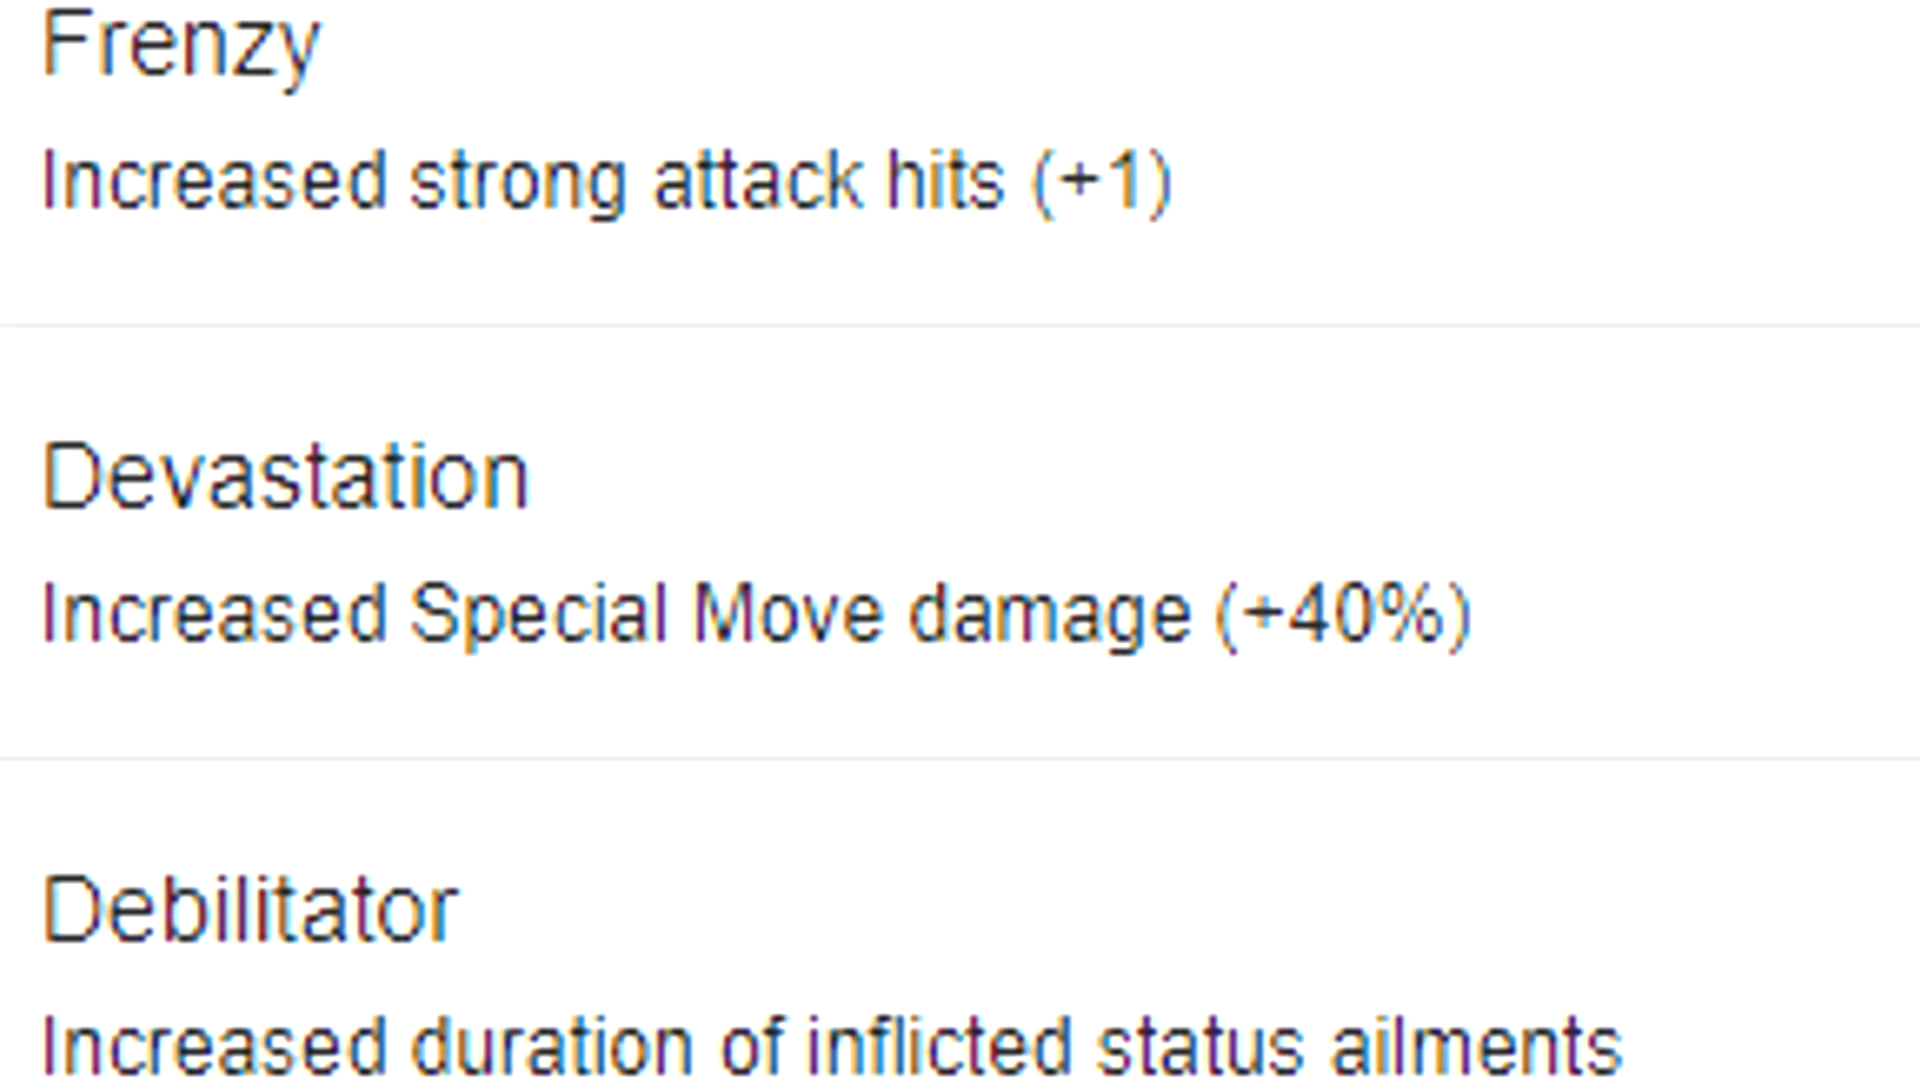 Frenzy
Increased strong attack hits (+1)
Devastation
Increased Special Move damage (+40%)
Debilitator
Increased duration of inflicted status ailments